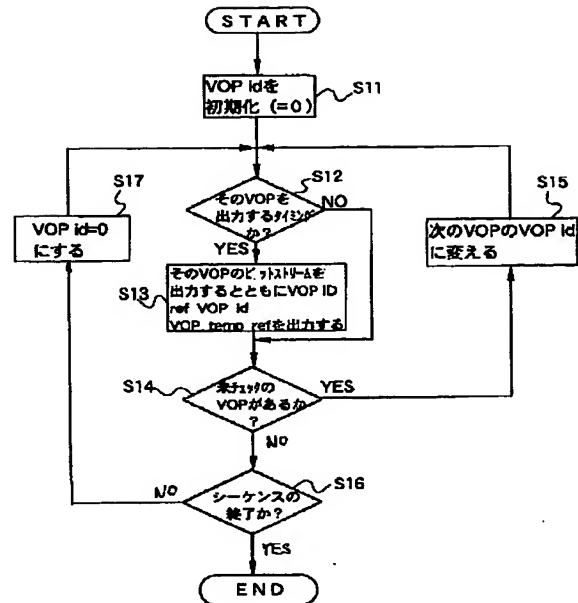 START
VOP idを
初期化 (=0)
S11
S12
そのVOPを
出力するタイミング
か?
NO
YES
S17
VOP id=0
にする
S15
次のVOPのVOP id
に変える
S13
そのVOPのビットストリームを
出力するとともにVOP ID
ref VOP id
VOP temp refを出力する
S14
未チェックの
VOPがあるか
?
YES
NO
S16
シーケンスの
終了か?
NO
YES
END